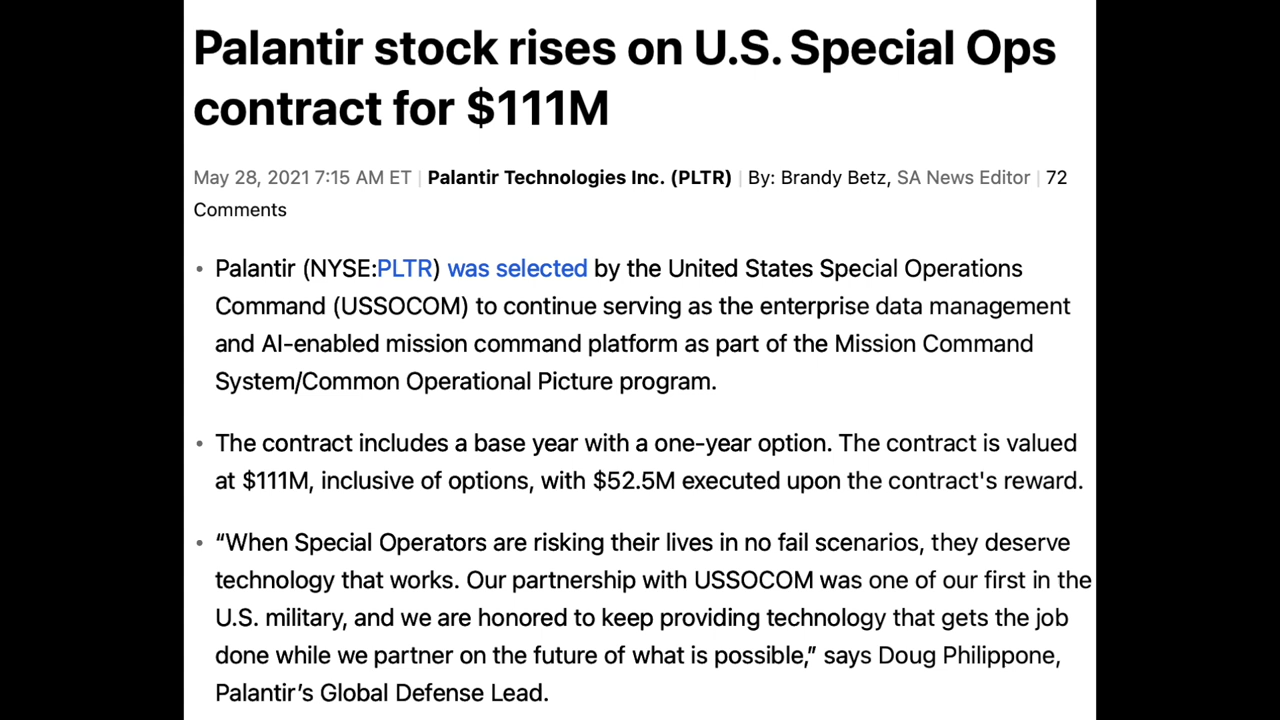 Palantir stock rises on U.S. Special Ops
contract for $111M
May 28, 2021 7:15 AM ET | Palantir Technologies Inc. (PLTR) | By: Brandy Betz, SA News Editor | 72
Comments
• Palantir (NYSE:PLTR) was selected by the United States Special Operations
Command (USSOCOM) to continue serving as the enterprise data management
and AI-enabled mission command platform as part of the Mission Command
System/Common Operational Picture program.
• The contract includes a base year with a one-year option. The contract is valued
at $111M, inclusive of options, with $52.5M executed upon the contract's reward.
• “When Special Operators are risking their lives in no fail scenarios, they deserve
technology that works. Our partnership with USSOCOM was one of our first in the
U.S. military, and we are honored to keep providing technology that gets the job
done while we partner on the future of what is possible,” says Doug Philippone,
Palantir’s Global Defense Lead.